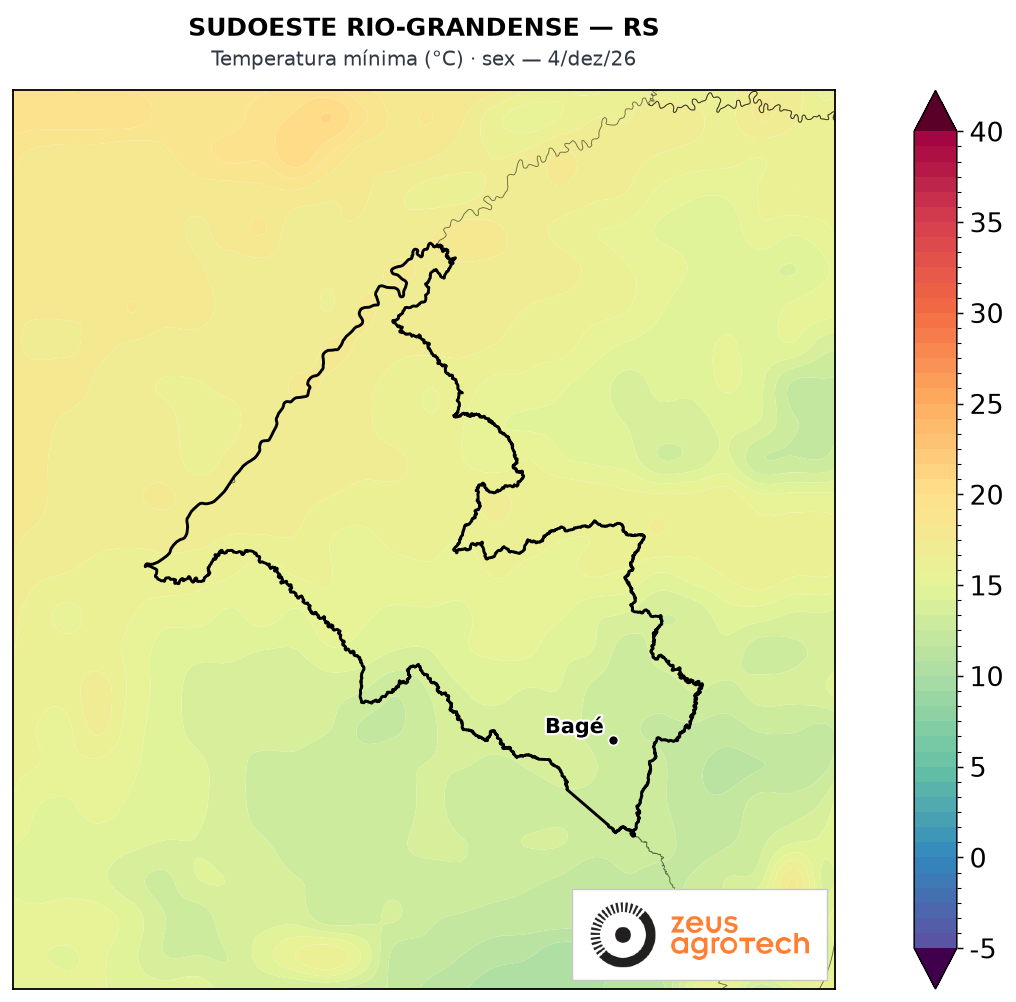 SUDOESTE RIO-GRANDENSE — RS
Temperatura mínima (°C) · sex — 4/dez/26
40
35
30
25
20
15
10
5
0
-5
Bagé
zeus
agrotech